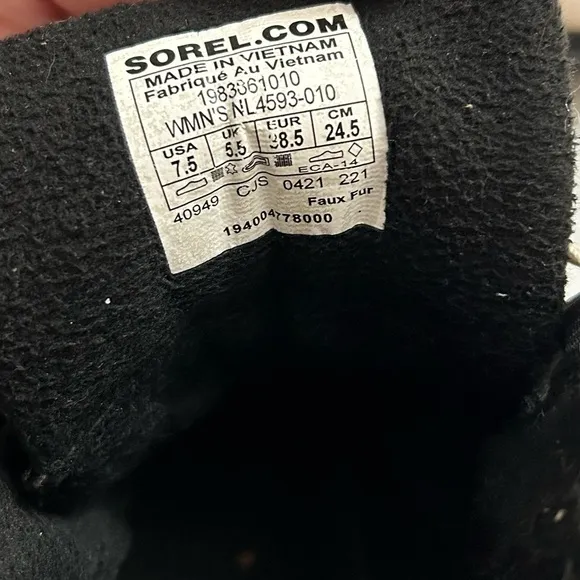 SOREL.COM
MADE IN VIETNAM
Fabriqué Au Vietnam
1983861010
WMN'S NL4593-010
USA UK EUR CM
7.5 5.5 38.5 24.5
ECA-14
40949 CJS 0421 221
Faux Fur
194004778000